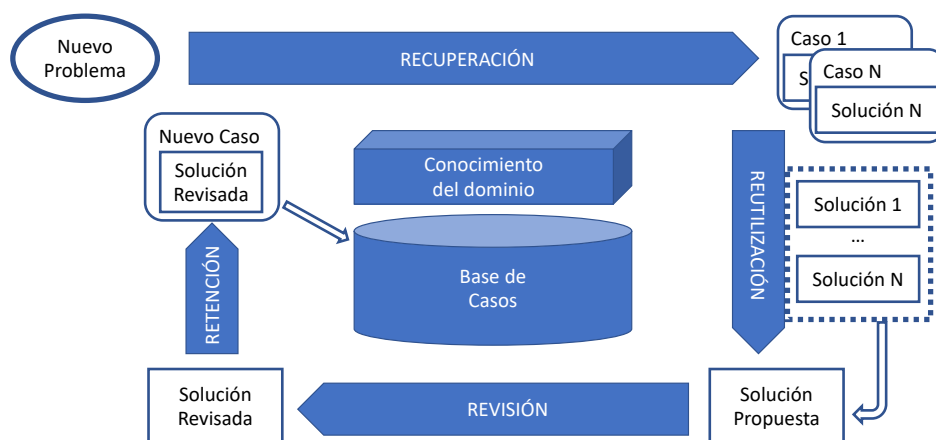 Nuevo
Problema
RECUPERACIÓN
Caso 1
Caso N
Solución N
Nuevo Caso
Solución
Revisada
Conocimiento
del dominio
REUTILIZACIÓN
Solución 1
...
Solución N
Base de
Casos
RETENCIÓN
Solución
Revisada
REVISIÓN
Solución
Propuesta